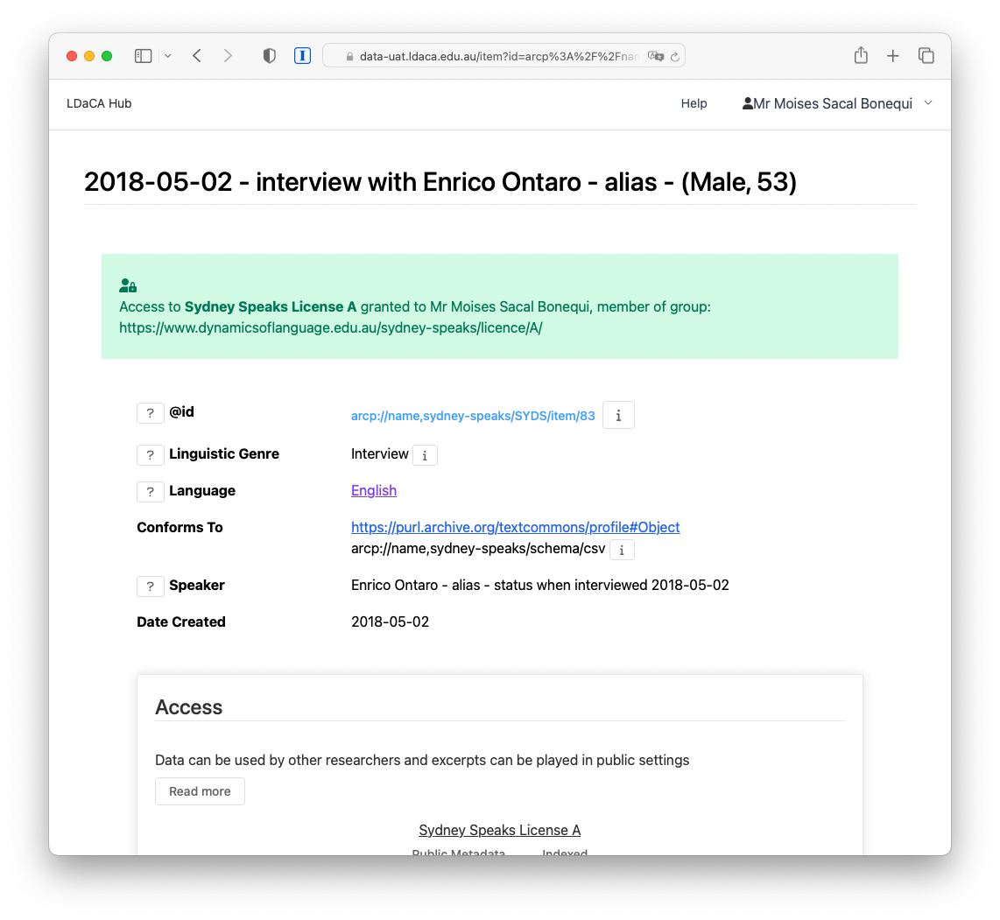 data-uat.ldaca.edu.au/item?id=arcp%3A%2F%2Fnam
LDaCA Hub
Help
Mr Moises Sacal Bonequi
2018-05-02 - interview with Enrico Ontaro - alias - (Male, 53)
Access to Sydney Speaks License A granted to Mr Moises Sacal Bonequi, member of group:
https://www.dynamicsoflanguage.edu.au/sydney-speaks/licence/A/
? @id arcp://name,sydney-speaks/SYDS/item/83 i
? Linguistic Genre Interview i
? Language English
Conforms To https://purl.archive.org/textcommons/profile#Object
arcp://name,sydney-speaks/schema/csv i
? Speaker Enrico Ontaro - alias - status when interviewed 2018-05-02
Date Created 2018-05-02
Access
Data can be used by other researchers and excerpts can be played in public settings
Read more
Sydney Speaks License A
Public Metadata Indexed